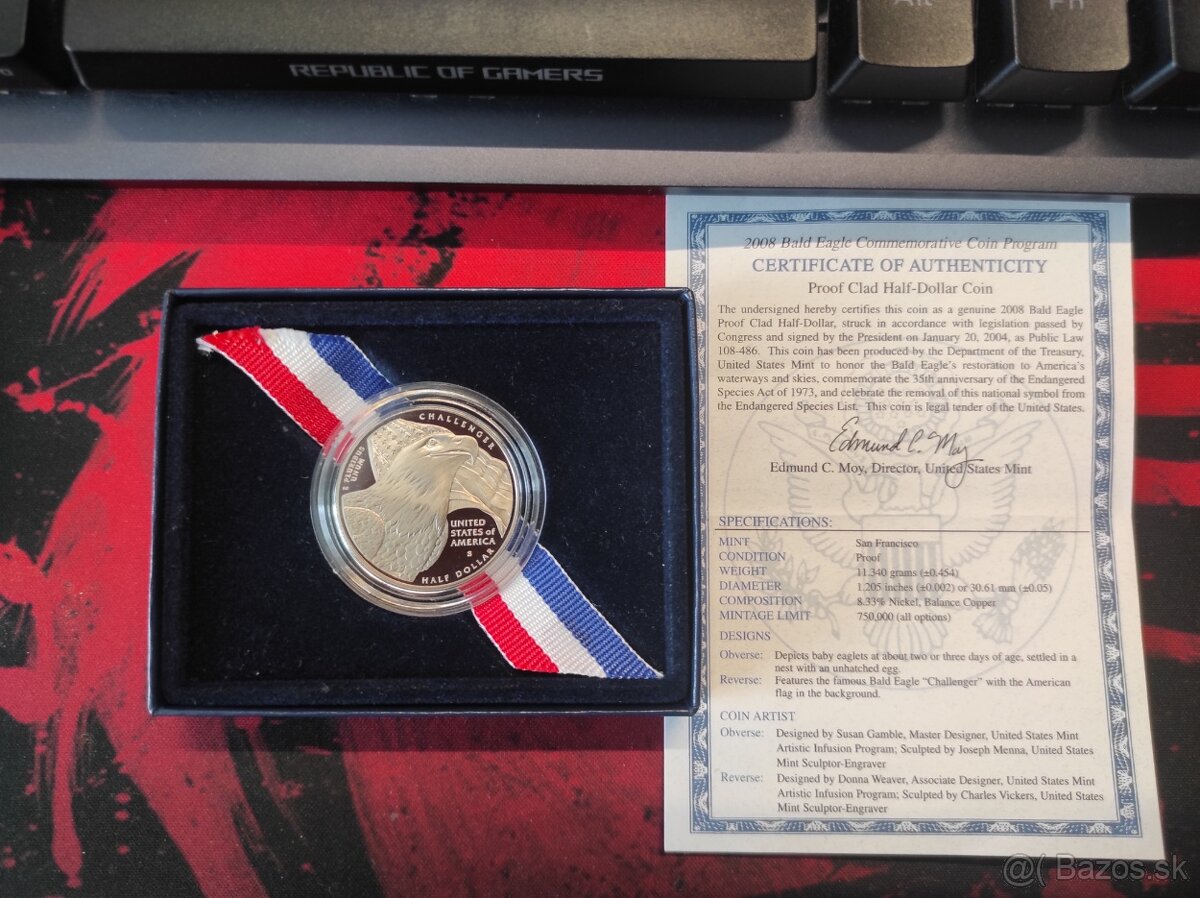 Alt
Fn
REPUBLIC OF GAMERS
2008 Bald Eagle Commemorative Coin Program
CERTIFICATE OF AUTHENTICITY
Proof Clad Half-Dollar Coin
The undersigned hereby certifies this coin as a genuine 2008 Bald Eagle
Proof Clad Half-Dollar, struck in accordance with legislation passed by
Congress and signed by the President on January 20, 2004, as Public Law
108-486. This coin has been produced by the Department of the Treasury,
United States Mint to honor the Bald Eagle's restoration to America's
waterways and skies, commemorate the 35th anniversary of the Endangered
Species Act of 1973, and celebrate the removal of this national symbol from
the Endangered Species List. This coin is legal tender of the United States.
Edmund C. Moy
Edmund C. Moy, Director, United States Mint
SPECIFICATIONS:
MINT San Francisco
CONDITION Proof
WEIGHT 11.340 grams (±0.454)
DIAMETER 1.205 inches (±0.002) or 30.61 mm (±0.05)
COMPOSITION 8.33% Nickel, Balance Copper
MINTAGE LIMIT 750,000 (all options)
DESIGNS
Obverse: Depicts baby eaglets at about two or three days of age, settled in a
nest with an unhatched egg.
Reverse: Features the famous Bald Eagle "Challenger" with the American
flag in the background.
COIN ARTIST
Obverse: Designed by Susan Gamble, Master Designer, United States Mint
Artistic Infusion Program; Sculpted by Joseph Menna, United States
Mint Sculptor-Engraver
Reverse: Designed by Donna Weaver, Associate Designer, United States Mint
Artistic Infusion Program; Sculpted by Charles Vickers, United States
Mint Sculptor-Engraver
CHALLENGER
UNITED
STATES of
AMERICA
S
HALF DOLLAR
@( Bazos.sk